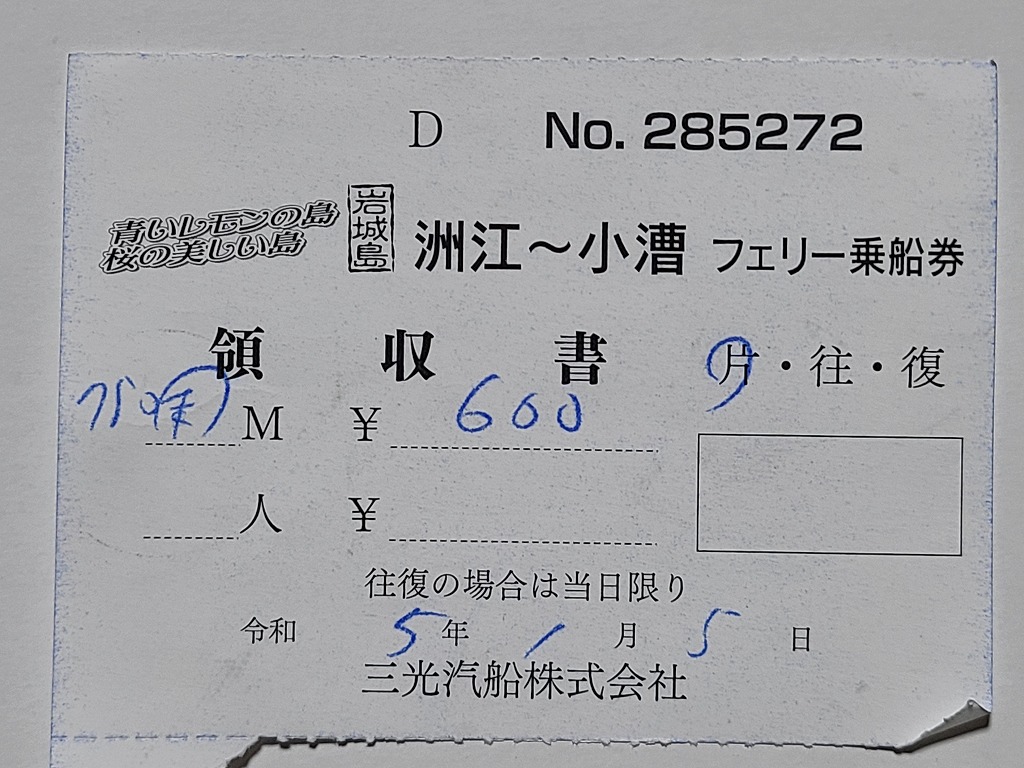 D No. 285272
青いレモンの島
桜の美しい島
岩城島
洲江～小漕 フェリー乗船券
領 収 書 片・往・復
M ¥ 600
人 ¥
往復の場合は当日限り
令和 5 年 1 月 5 日
三光汽船株式会社